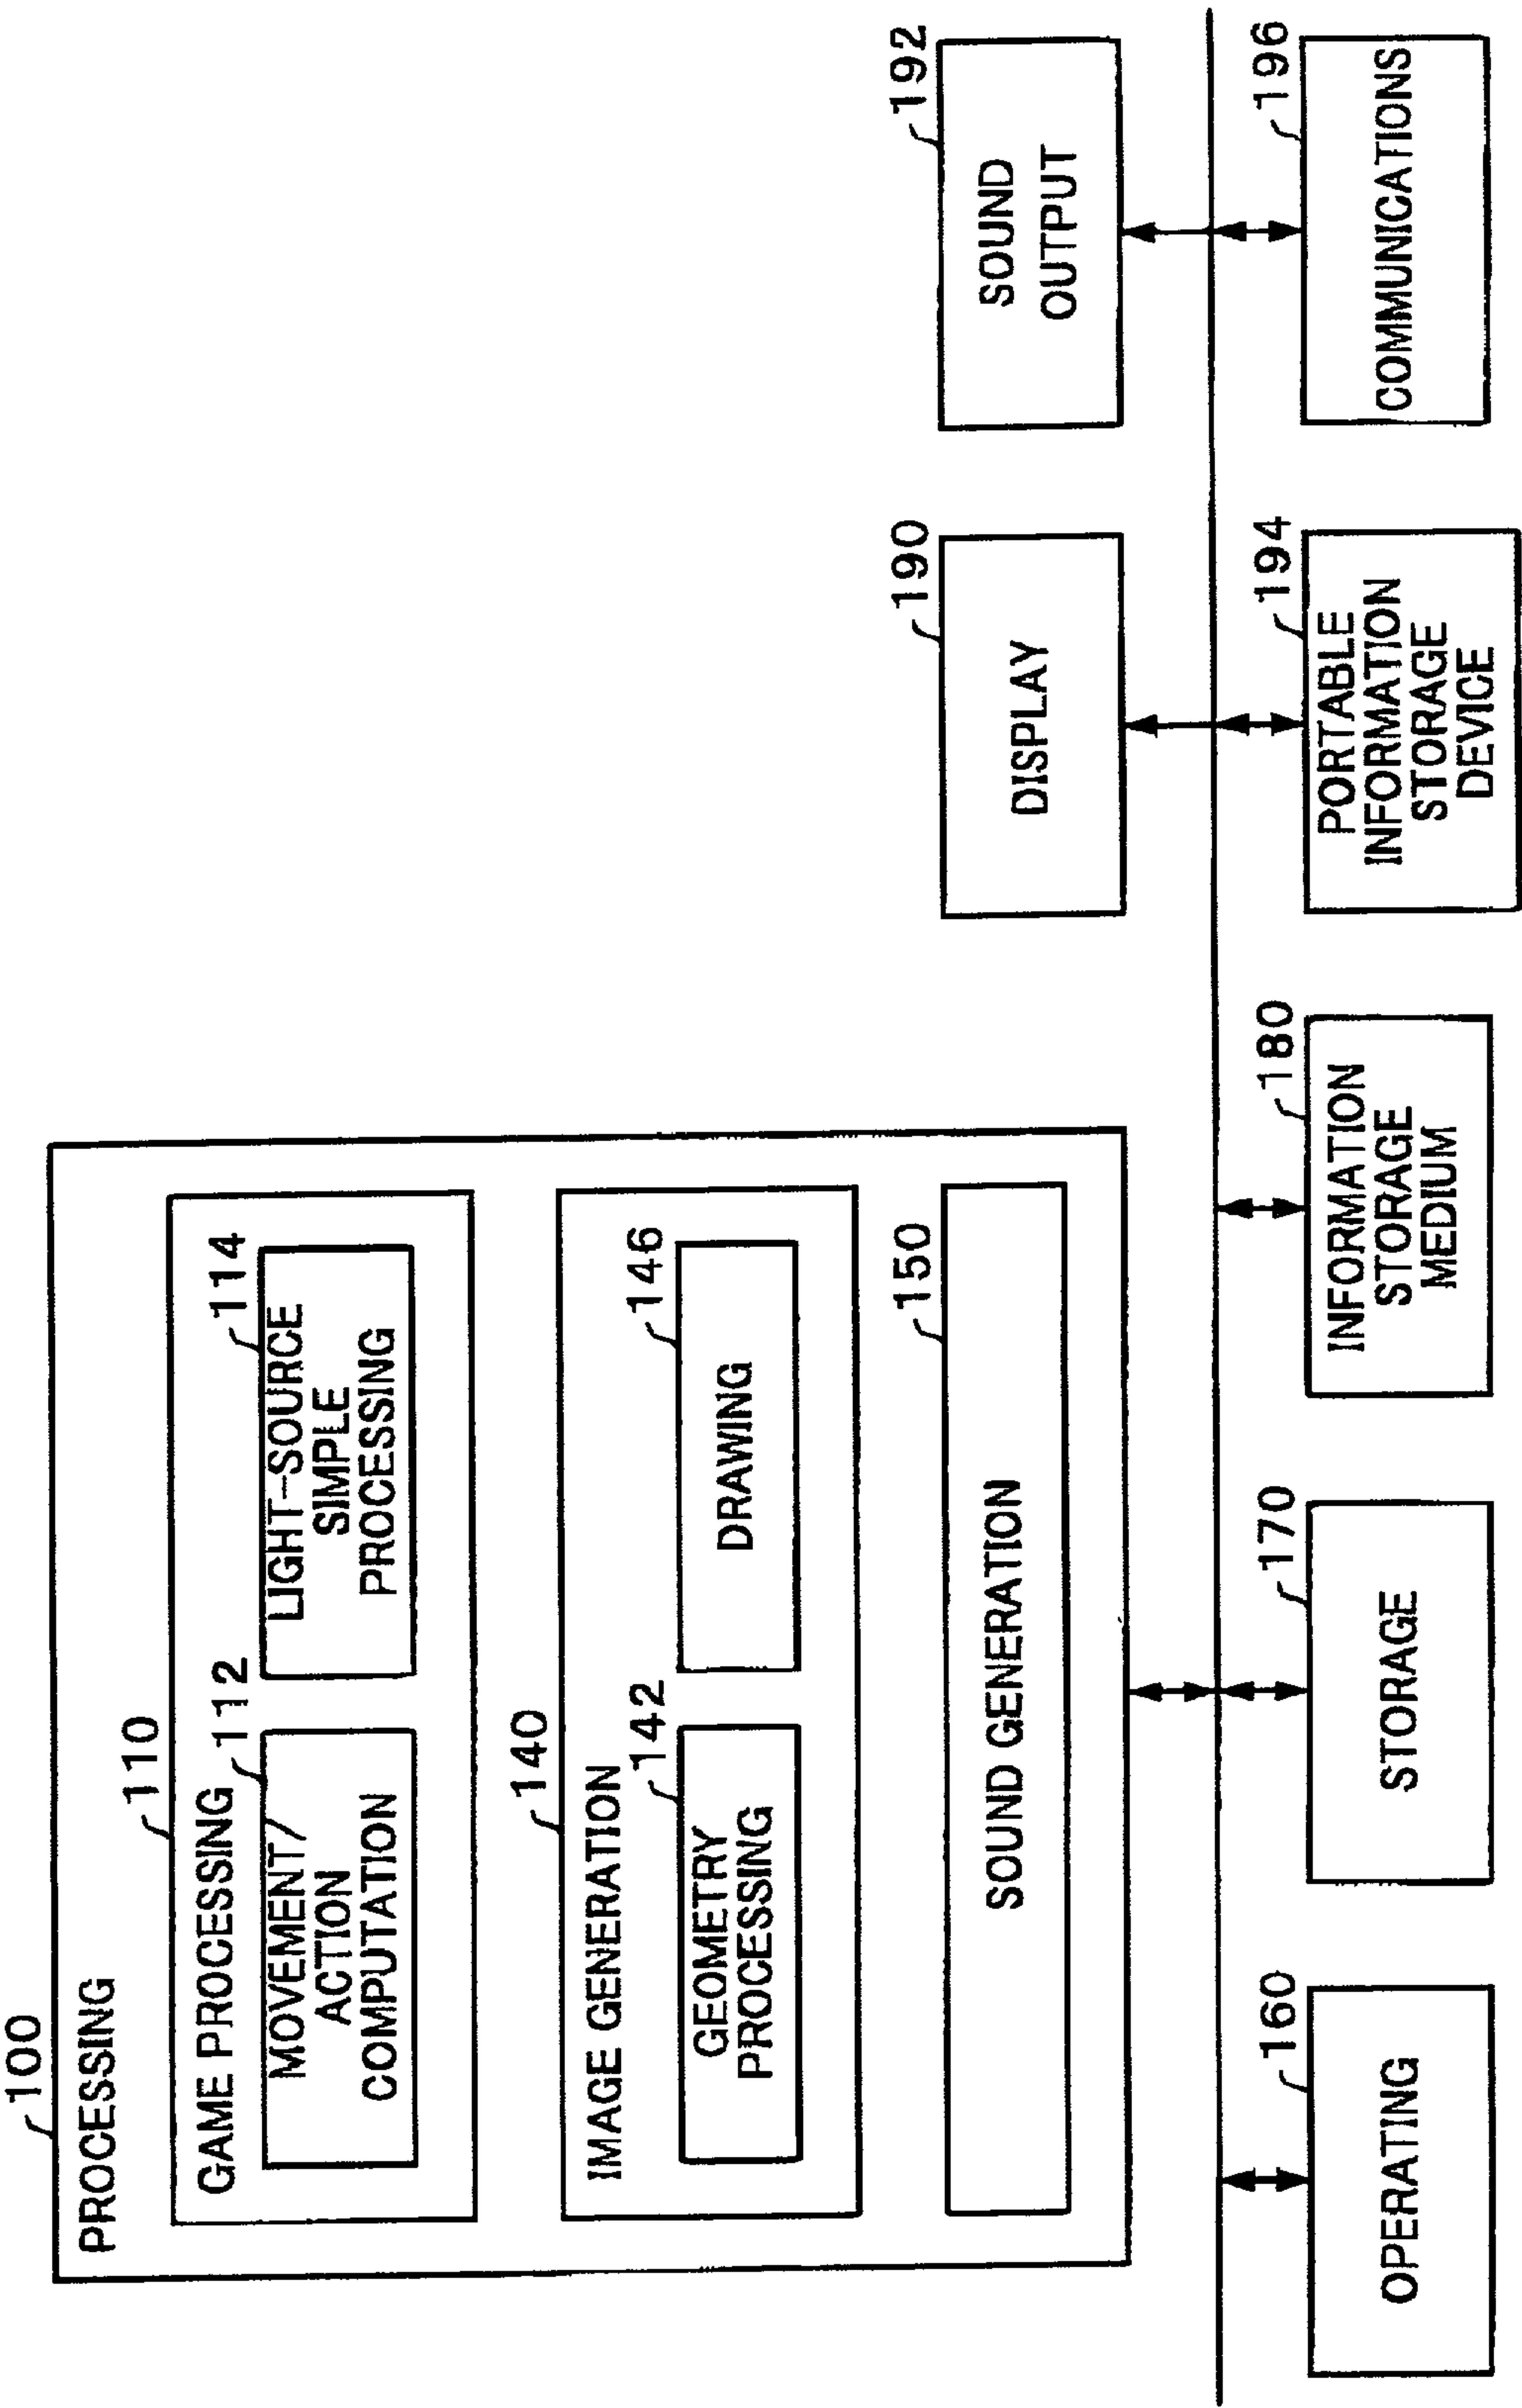 100
PROCESSING
110
GAME PROCESSING
112
MOVEMENT/
ACTION
COMPUTATION
114
LIGHT-SOURCE
SIMPLE
PROCESSING
140
IMAGE GENERATION
142
GEOMETRY
PROCESSING
146
DRAWING
150
SOUND GENERATION
190
DISPLAY
192
SOUND
OUTPUT
160
OPERATING
170
STORAGE
180
INFORMATION
STORAGE
MEDIUM
194
PORTABLE
INFORMATION
STORAGE
DEVICE
196
COMMUNICATIONS